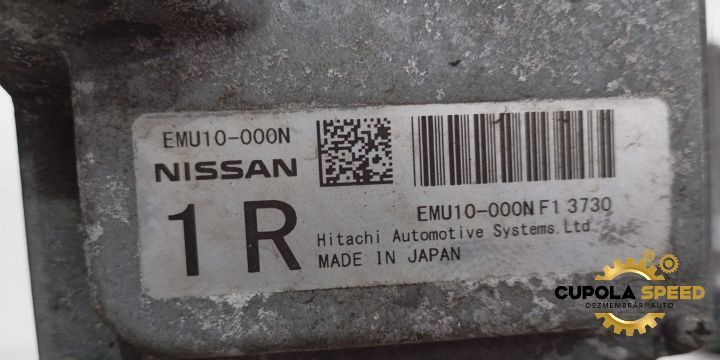 EMU10-000N
NISSAN
1R
EMU10-000N F1 3730
Hitachi Automotive Systems,Ltd.
MADE IN JAPAN
CUPOLA SPEED
DEZMEMBRĂRI AUTO